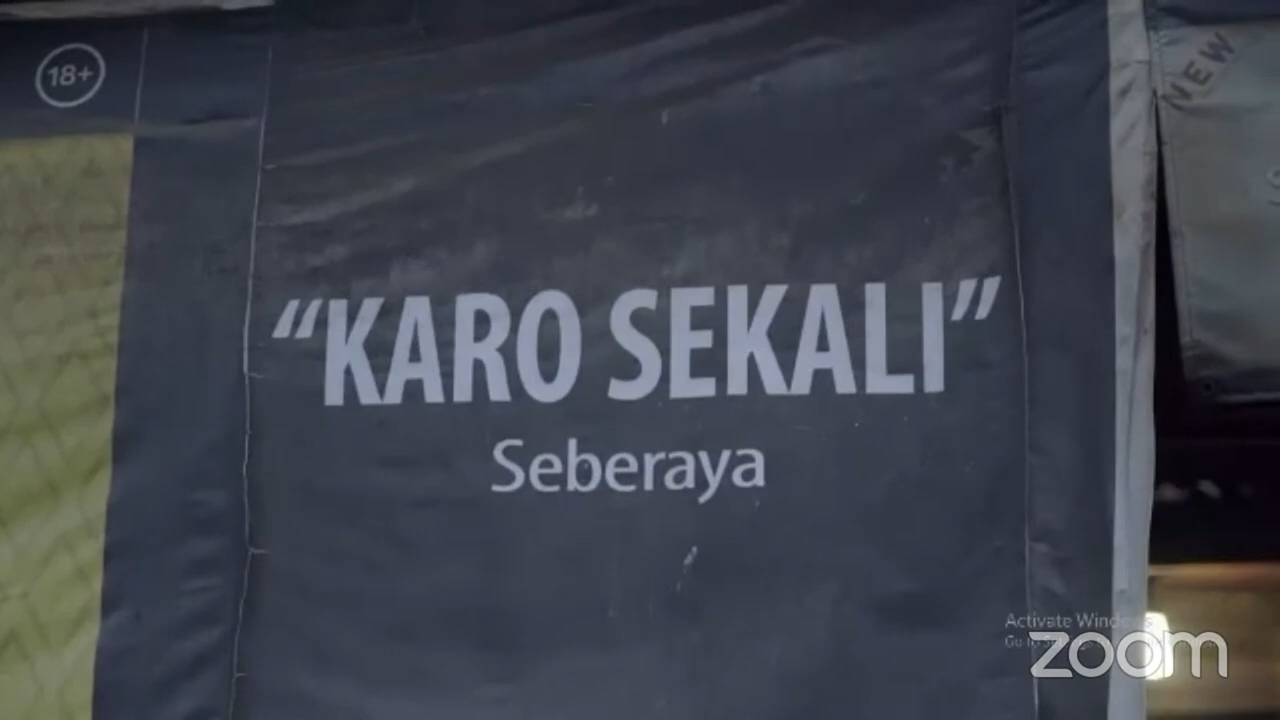 18+
NEW
“KARO SEKALI”
Seberaya
Activate Windows
zoom